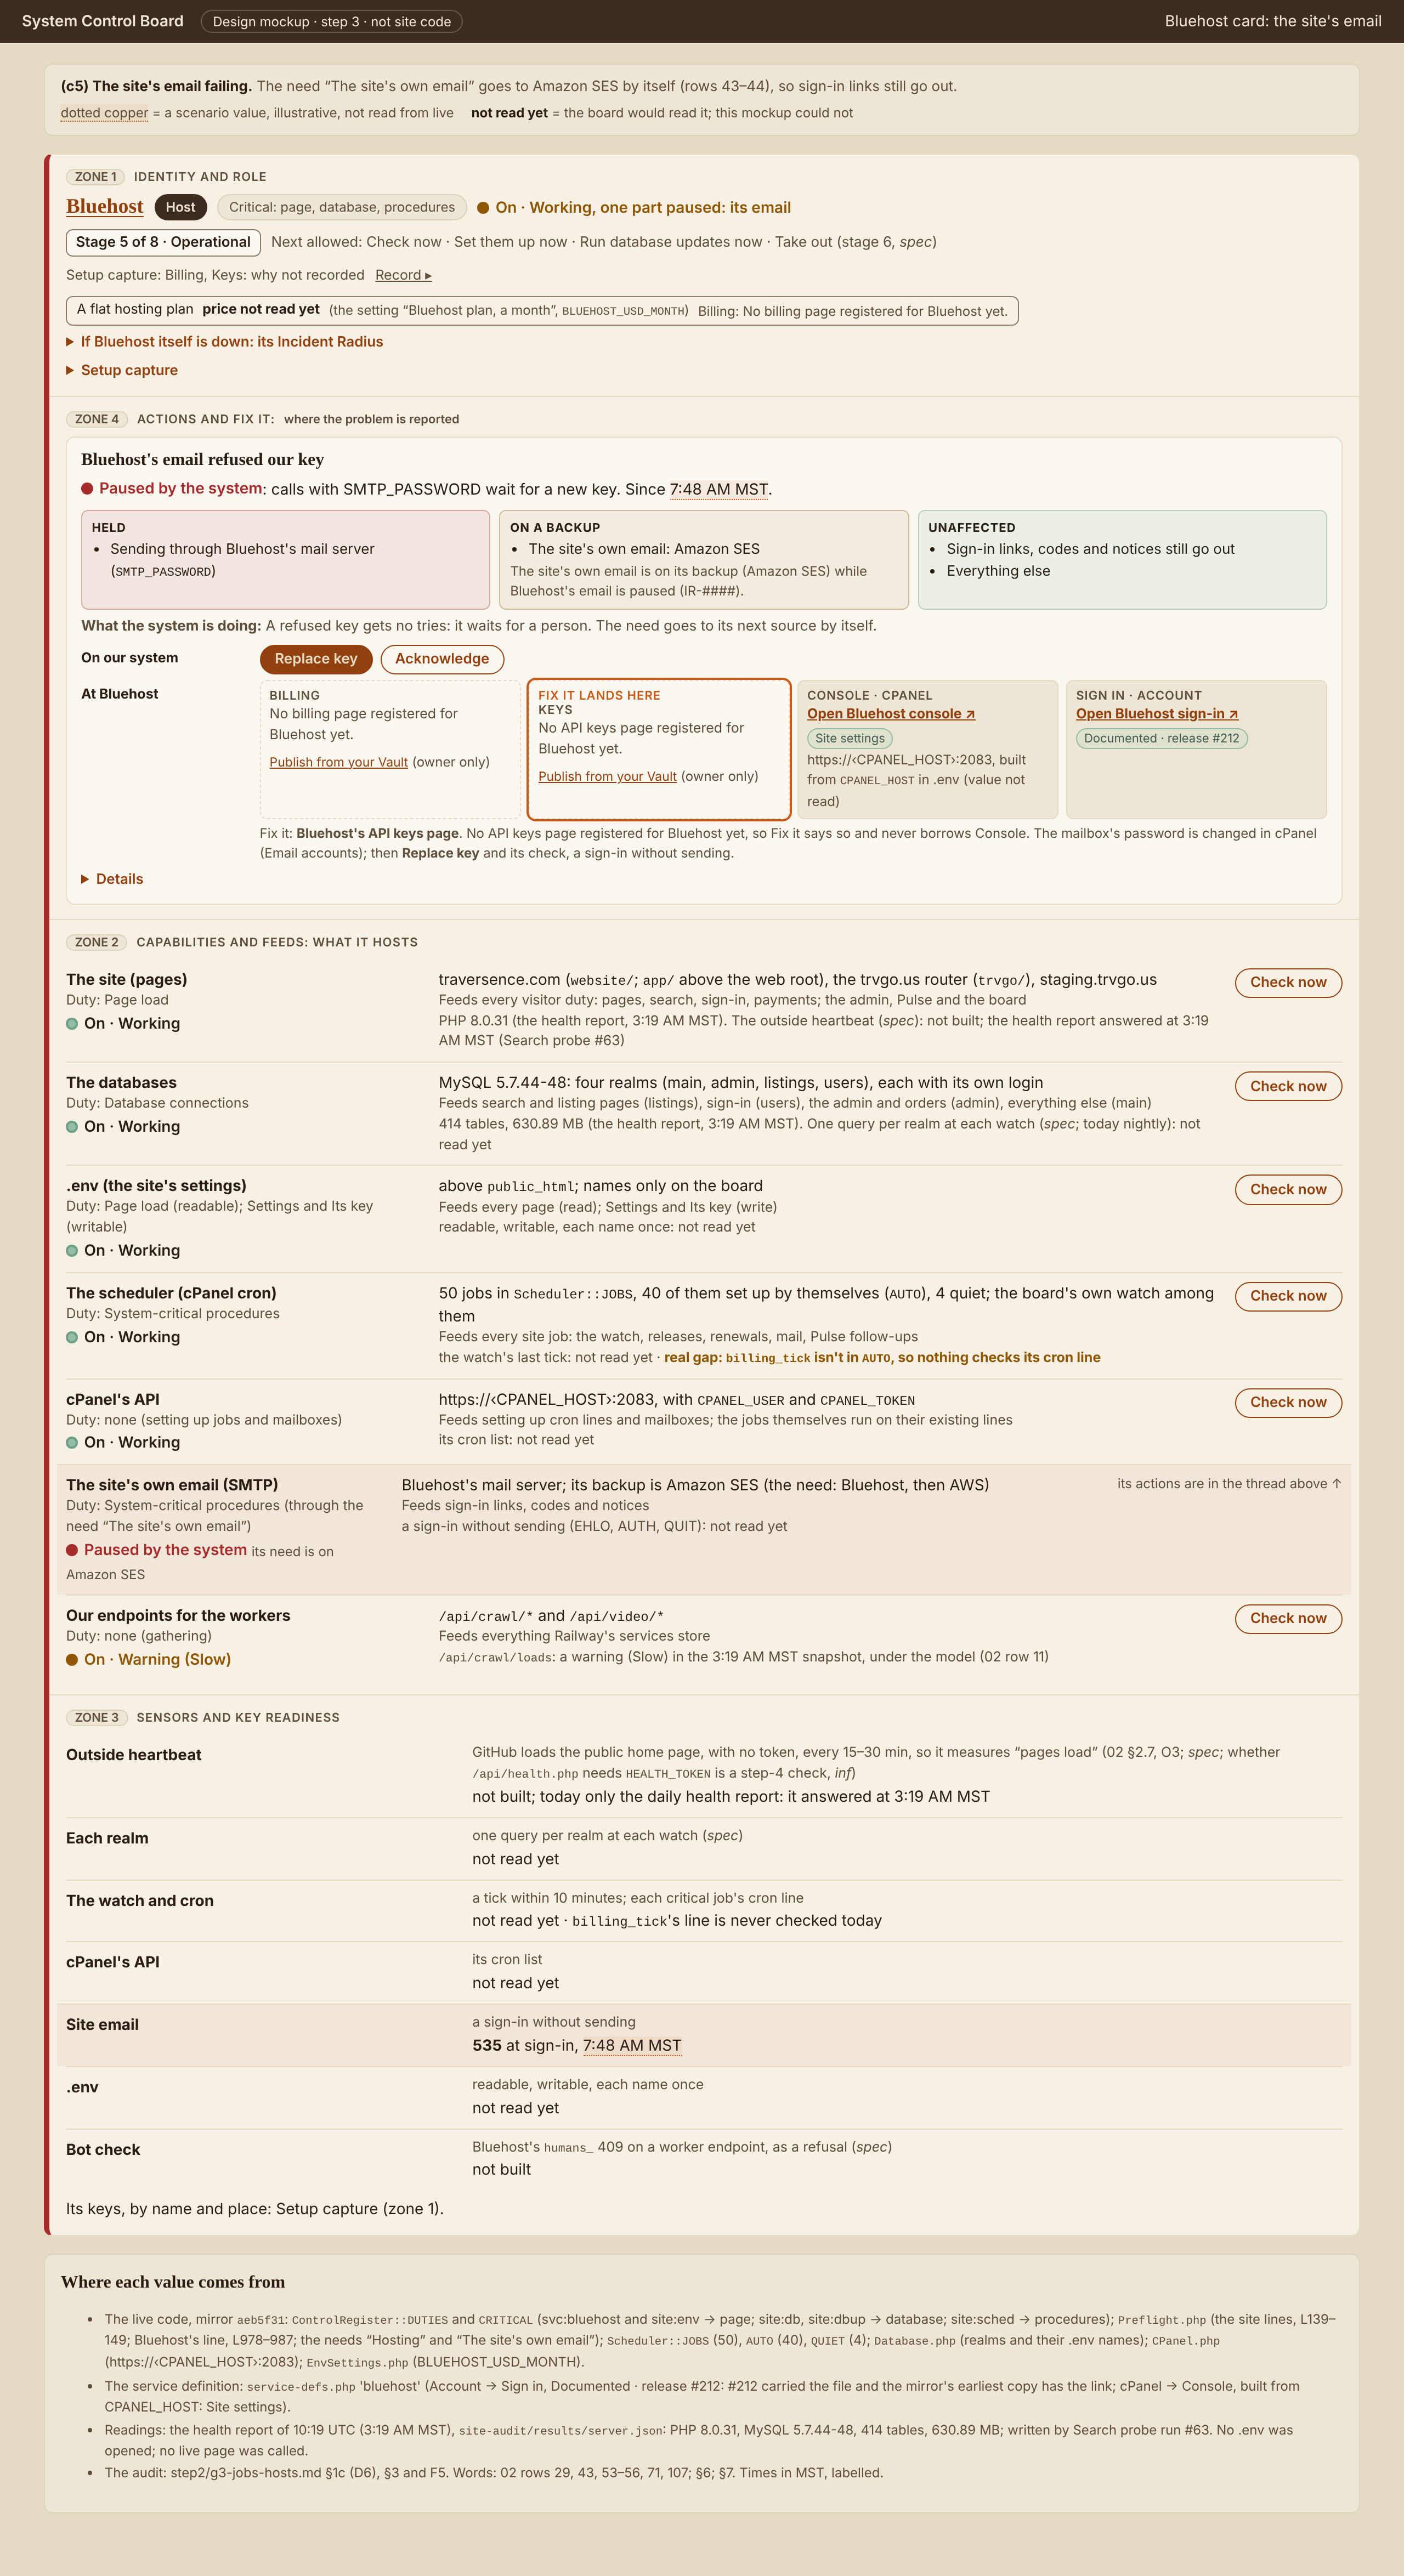 System Control Board
Design mockup · step 3 · not site code
Bluehost card: the site's email
(c5) The site's email failing. The need “The site's own email” goes to Amazon SES by itself (rows 43–44), so sign-in links still go out.
dotted copper = a scenario value, illustrative, not read from live not read yet = the board would read it; this mockup could not
ZONE 1 IDENTITY AND ROLE
Bluehost Host Critical: page, database, procedures On · Working, one part paused: its email
Stage 5 of 8 · Operational Next allowed: Check now · Set them up now · Run database updates now · Take out (stage 6, spec)
Setup capture: Billing, Keys: why not recorded Record ▸
A flat hosting plan price not read yet (the setting “Bluehost plan, a month”, BLUEHOST_USD_MONTH) Billing: No billing page registered for Bluehost yet.
▶ If Bluehost itself is down: its Incident Radius
▶ Setup capture
ZONE 4 ACTIONS AND FIX IT: where the problem is reported
Bluehost's email refused our key
Paused by the system: calls with SMTP_PASSWORD wait for a new key. Since 7:48 AM MST.
HELD
• Sending through Bluehost's mail server
(SMTP_PASSWORD)
ON A BACKUP
• The site's own email: Amazon SES
The site's own email is on its backup (Amazon SES) while
Bluehost's email is paused (IR-####).
UNAFFECTED
• Sign-in links, codes and notices still go out
• Everything else
What the system is doing: A refused key gets no tries: it waits for a person. The need goes to its next source by itself.
On our system Replace key Acknowledge
At Bluehost
BILLING
No billing page registered for
Bluehost yet.
Publish from your Vault (owner only)
FIX IT LANDS HERE
KEYS
No API keys page registered for
Bluehost yet.
Publish from your Vault (owner only)
CONSOLE · CPANEL
Open Bluehost console ↗
Site settings
https://‹CPANEL_HOST›:2083, built
from CPANEL_HOST in .env (value not
read)
SIGN IN · ACCOUNT
Open Bluehost sign-in ↗
Documented · release #212
Fix it: Bluehost's API keys page. No API keys page registered for Bluehost yet, so Fix it says so and never borrows Console. The mailbox's password is changed in cPanel
(Email accounts); then Replace key and its check, a sign-in without sending.
▶ Details
ZONE 2 CAPABILITIES AND FEEDS: WHAT IT HOSTS
The site (pages)
Duty: Page load
On · Working
traversence.com (website/; app/ above the web root), the trvgo.us router (trvgo/), staging.trvgo.us
Feeds every visitor duty: pages, search, sign-in, payments; the admin, Pulse and the board
PHP 8.0.31 (the health report, 3:19 AM MST). The outside heartbeat (spec): not built; the health report answered at 3:19
AM MST (Search probe #63)
Check now
The databases
Duty: Database connections
On · Working
MySQL 5.7.44-48: four realms (main, admin, listings, users), each with its own login
Feeds search and listing pages (listings), sign-in (users), the admin and orders (admin), everything else (main)
414 tables, 630.89 MB (the health report, 3:19 AM MST). One query per realm at each watch (spec; today nightly): not
read yet
Check now
.env (the site's settings)
Duty: Page load (readable); Settings and Its key
(writable)
On · Working
above public_html; names only on the board
Feeds every page (read); Settings and Its key (write)
readable, writable, each name once: not read yet
Check now
The scheduler (cPanel cron)
Duty: System-critical procedures
On · Working
50 jobs in Scheduler::JOBS, 40 of them set up by themselves (AUTO), 4 quiet; the board's own watch among
them
Feeds every site job: the watch, releases, renewals, mail, Pulse follow-ups
the watch's last tick: not read yet · real gap: billing_tick isn't in AUTO, so nothing checks its cron line
Check now
cPanel's API
Duty: none (setting up jobs and mailboxes)
On · Working
https://‹CPANEL_HOST›:2083, with CPANEL_USER and CPANEL_TOKEN
Feeds setting up cron lines and mailboxes; the jobs themselves run on their existing lines
its cron list: not read yet
Check now
The site's own email (SMTP)
Duty: System-critical procedures (through the
need “The site's own email”)
Paused by the system its need is on
Amazon SES
Bluehost's mail server; its backup is Amazon SES (the need: Bluehost, then AWS)
Feeds sign-in links, codes and notices
a sign-in without sending (EHLO, AUTH, QUIT): not read yet
its actions are in the thread above ↑
Our endpoints for the workers
Duty: none (gathering)
On · Warning (Slow)
/api/crawl/* and /api/video/*
Feeds everything Railway's services store
/api/crawl/loads: a warning (Slow) in the 3:19 AM MST snapshot, under the model (02 row 11)
Check now
ZONE 3 SENSORS AND KEY READINESS
Outside heartbeat
GitHub loads the public home page, with no token, every 15–30 min, so it measures “pages load” (02 §2.7, O3; spec; whether
/api/health.php needs HEALTH_TOKEN is a step-4 check, inf)
not built; today only the daily health report: it answered at 3:19 AM MST
Each realm
one query per realm at each watch (spec)
not read yet
The watch and cron
a tick within 10 minutes; each critical job's cron line
not read yet · billing_tick's line is never checked today
cPanel's API
its cron list
not read yet
Site email
a sign-in without sending
535 at sign-in, 7:48 AM MST
.env
readable, writable, each name once
not read yet
Bot check
Bluehost's humans_ 409 on a worker endpoint, as a refusal (spec)
not built
Its keys, by name and place: Setup capture (zone 1).
Where each value comes from
• The live code, mirror aeb5f31: ControlRegister::DUTIES and CRITICAL (svc:bluehost and site:env → page; site:db, site:dbup → database; site:sched → procedures); Preflight.php (the site lines, L139–
149; Bluehost's line, L978–987; the needs “Hosting” and “The site's own email”); Scheduler::JOBS (50), AUTO (40), QUIET (4); Database.php (realms and their .env names); CPanel.php
(https://‹CPANEL_HOST›:2083); EnvSettings.php (BLUEHOST_USD_MONTH).
• The service definition: service-defs.php 'bluehost' (Account → Sign in, Documented · release #212: #212 carried the file and the mirror's earliest copy has the link; cPanel → Console, built from
CPANEL_HOST: Site settings).
• Readings: the health report of 10:19 UTC (3:19 AM MST), site-audit/results/server.json: PHP 8.0.31, MySQL 5.7.44-48, 414 tables, 630.89 MB; written by Search probe run #63. No .env was
opened; no live page was called.
• The audit: step2/g3-jobs-hosts.md §1c (D6), §3 and F5. Words: 02 rows 29, 43, 53–56, 71, 107; §6; §7. Times in MST, labelled.